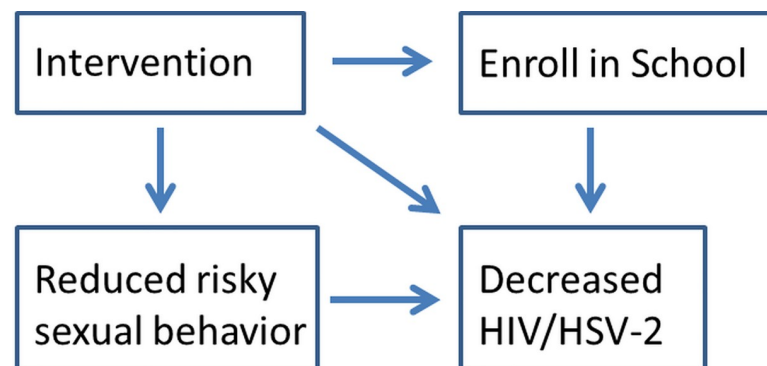 Intervention
Enroll in School
Reduced risky
sexual behavior
Decreased
HIV/HSV-2